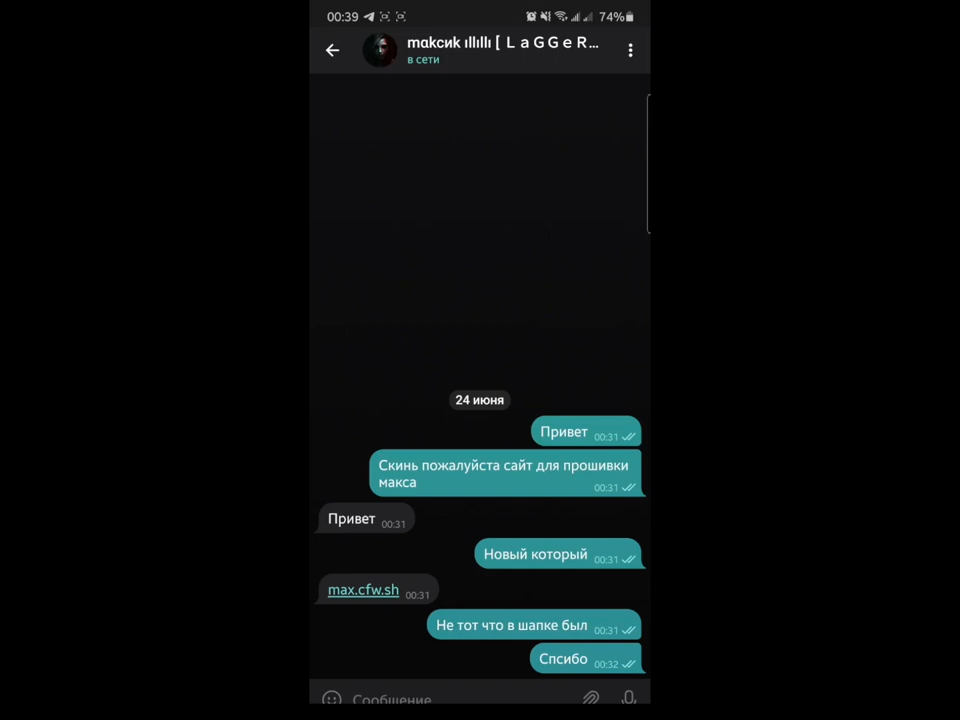 00:39
74%
максик ıllıllı [ L a G G e R...
в сети
24 июня
Привет 00:31
Скинь пожалуйста сайт для прошивки
макса 00:31
Привет 00:31
Новый который 00:31
max.cfw.sh 00:31
Не тот что в шапке был 00:31
Спсибо 00:32
Сообщение